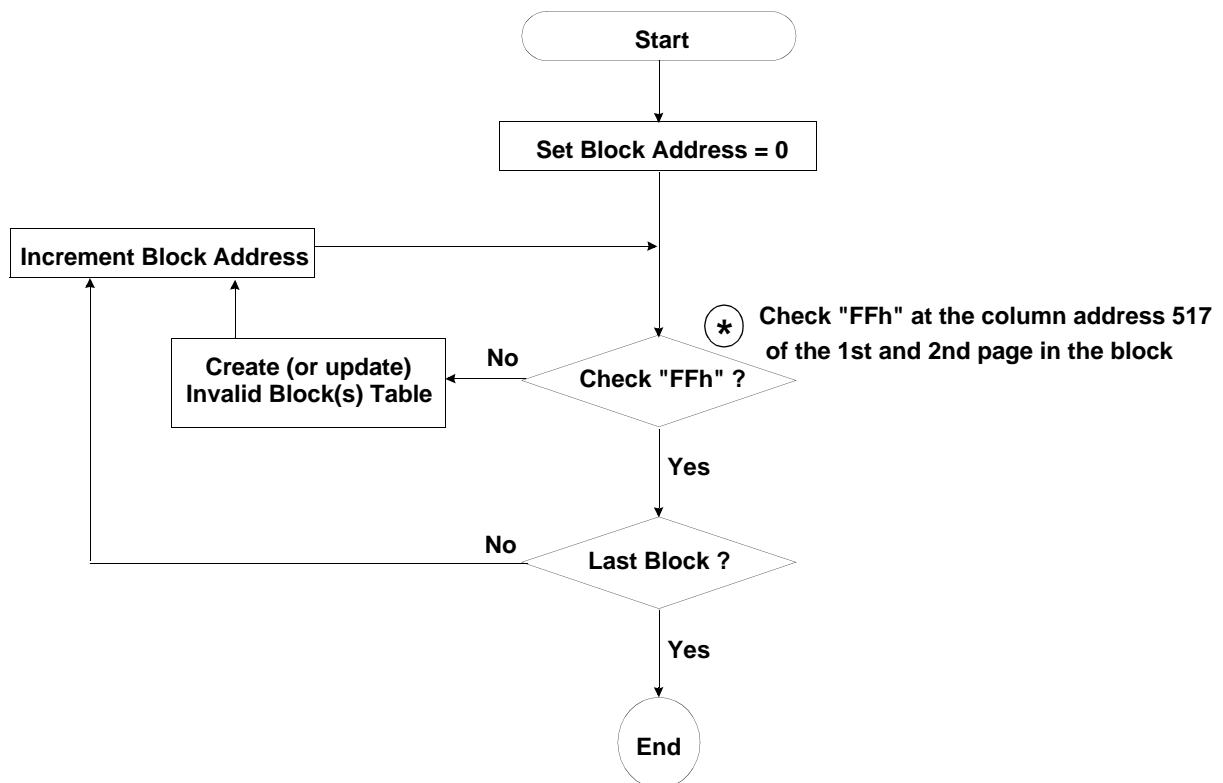 Start
Set Block Address = 0
Increment Block Address
* Check "FFh" at the column address 517
of the 1st and 2nd page in the block
No
Create (or update)
Invalid Block(s) Table
Check "FFh" ?
Yes
No
Last Block ?
Yes
End